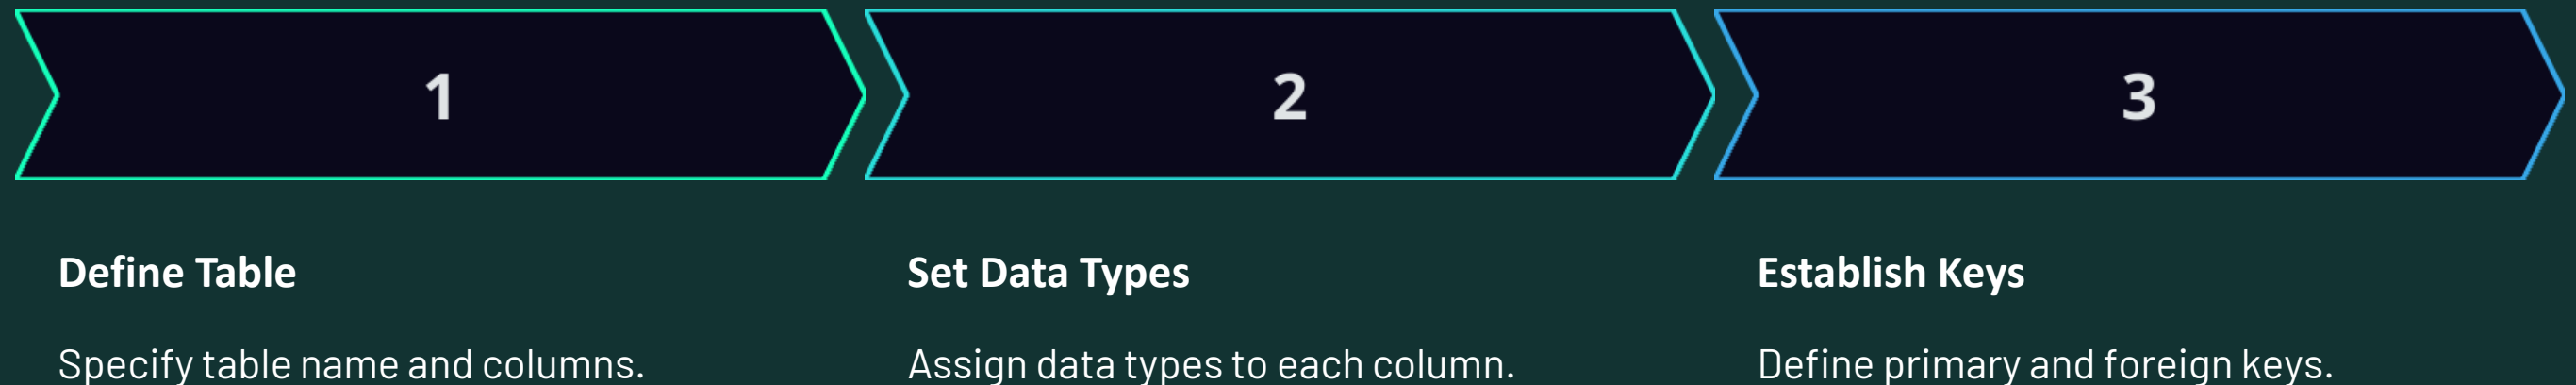 1
2
3
Define Table
Specify table name and columns.
Set Data Types
Assign data types to each column.
Establish Keys
Define primary and foreign keys.